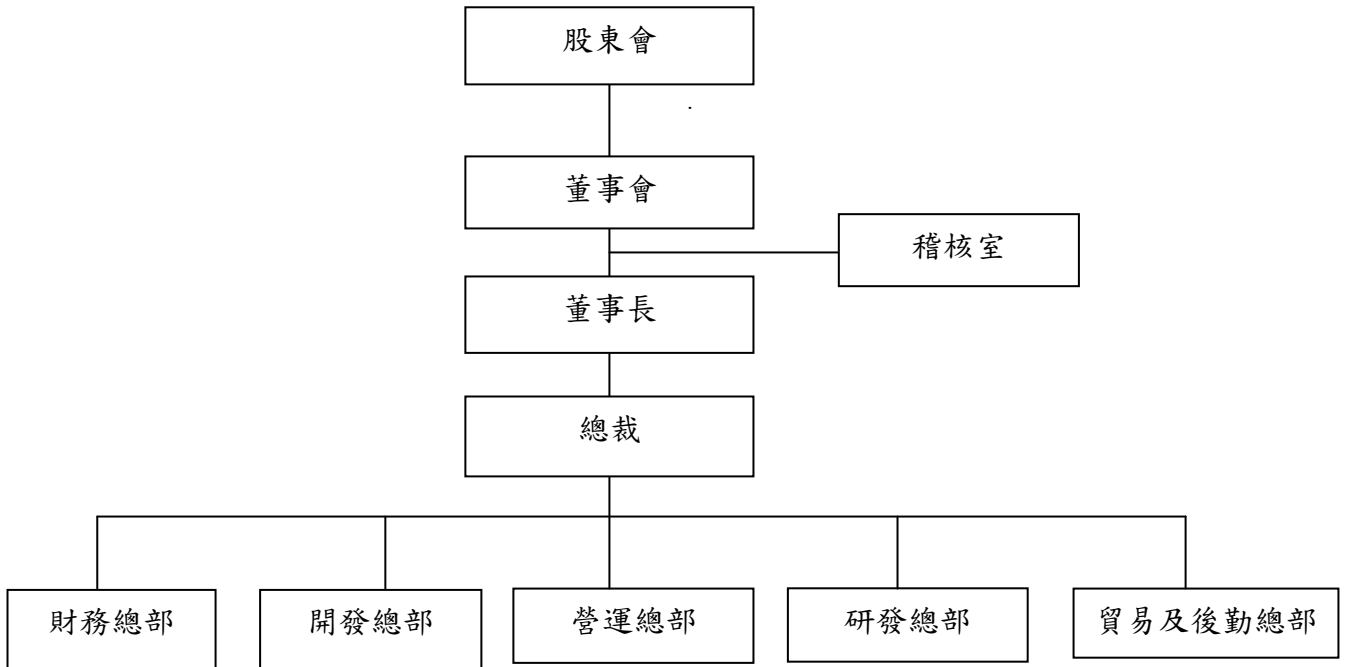 股東會
董事會
稽核室
董事長
總裁
財務總部
開發總部
營運總部
研發總部
貿易及後勤總部